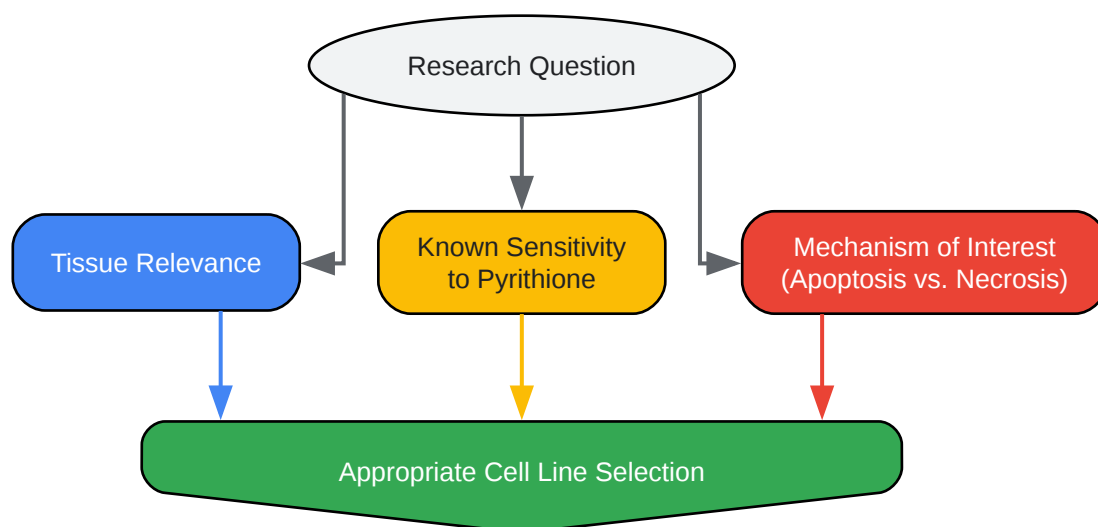 Research Question
Tissue Relevance
Known Sensitivity
to Pyrithione
Mechanism of Interest
(Apoptosis vs. Necrosis)
Appropriate Cell Line Selection